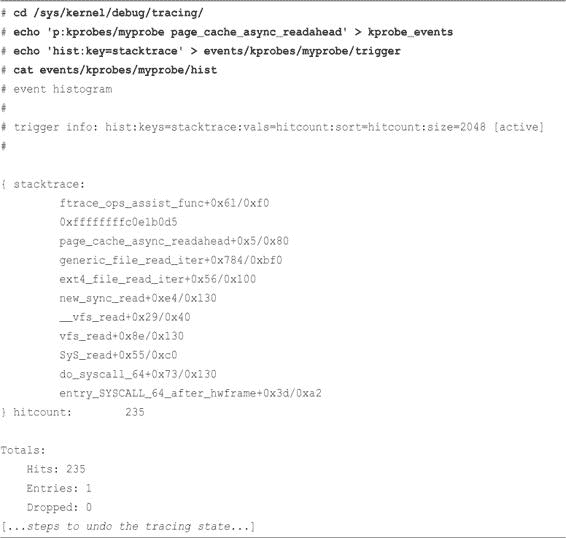 # cd /sys/kernel/debug/tracing/
# echo 'p:kprobes/myprobe page_cache_async_readahead' > kprobe_events
# echo 'hist:key=stacktrace' > events/kprobes/myprobe/trigger
# cat events/kprobes/myprobe/hist
# event histogram
#
# trigger info: hist:keys=stacktrace:vals=hitcount:sort=hitcount:size=2048 [active]
#
{ stacktrace:
ftrace_ops_assist_func+0x61/0xf0
0xffffffffc0e1b0d5
page_cache_async_readahead+0x5/0x80
generic_file_read_iter+0x784/0xbf0
ext4_file_read_iter+0x56/0x100
new_sync_read+0xe4/0x130
__vfs_read+0x29/0x40
vfs_read+0x8e/0x130
SyS_read+0x55/0xc0
do_syscall_64+0x73/0x130
entry_SYSCALL_64_after_hwframe+0x3d/0xa2
} hitcount: 235
Totals:
Hits: 235
Entries: 1
Dropped: 0
[...steps to undo the tracing state...]